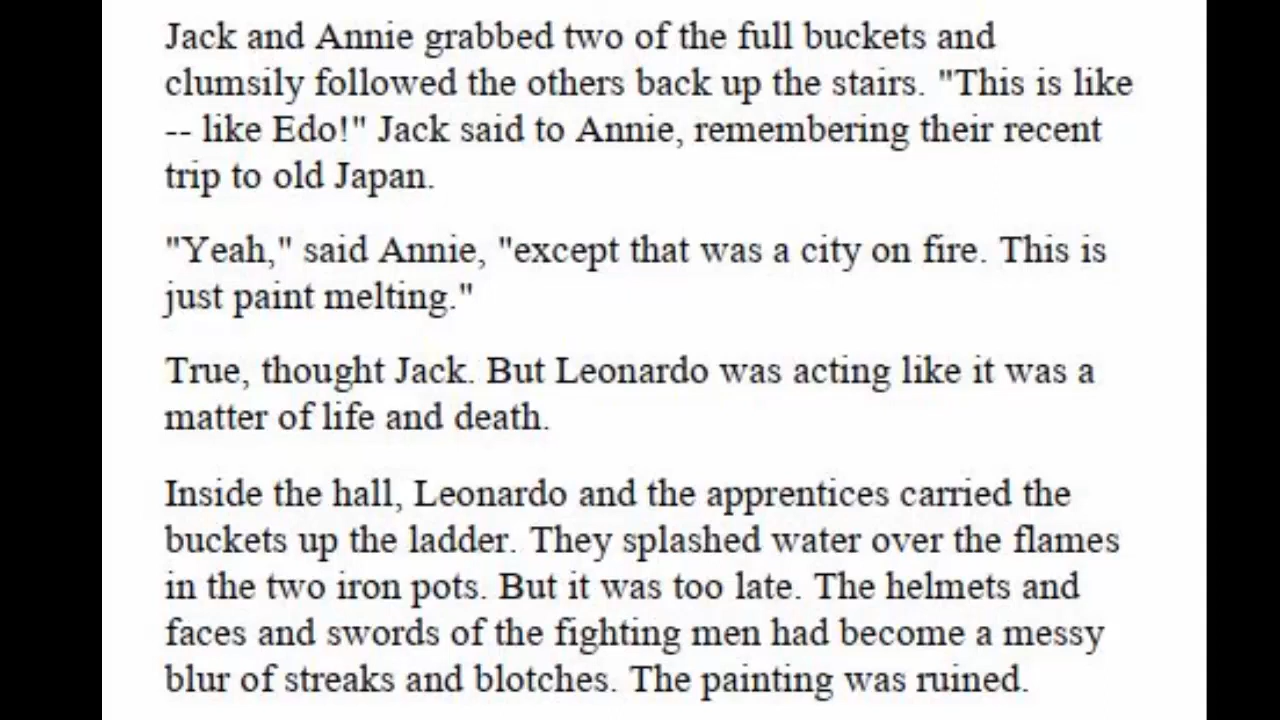 Jack and Annie grabbed two of the full buckets and
clumsily followed the others back up the stairs. "This is like
-- like Edo!" Jack said to Annie, remembering their recent
trip to old Japan.
"Yeah," said Annie, "except that was a city on fire. This is
just paint melting."
True, thought Jack. But Leonardo was acting like it was a
matter of life and death.
Inside the hall, Leonardo and the apprentices carried the
buckets up the ladder. They splashed water over the flames
in the two iron pots. But it was too late. The helmets and
faces and swords of the fighting men had become a messy
blur of streaks and blotches. The painting was ruined.